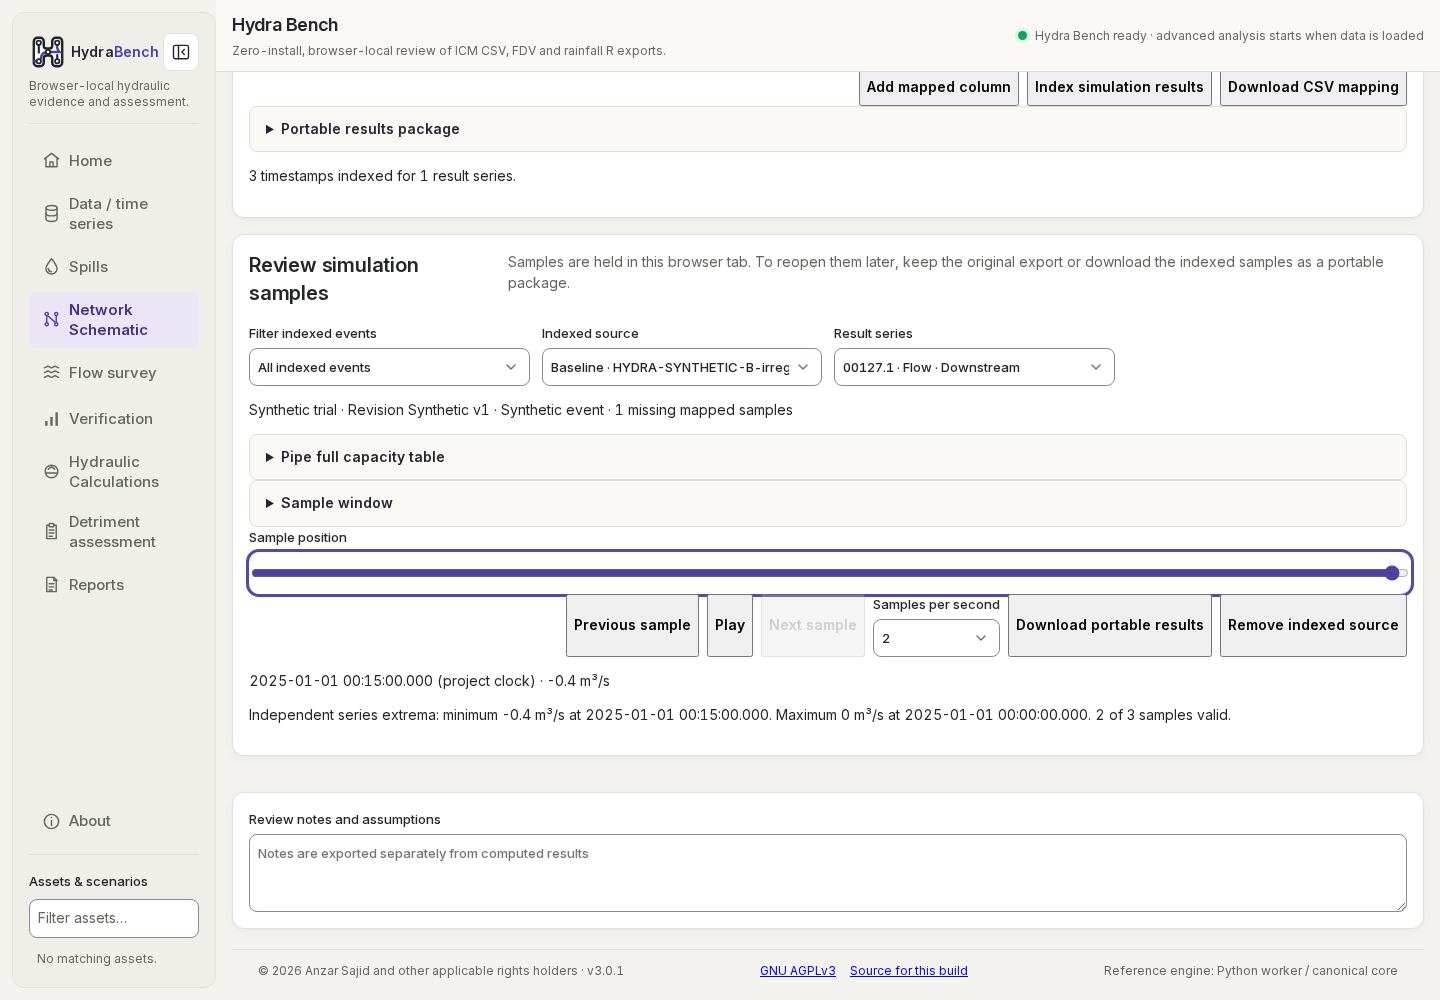 HydraBench
Browser-local hydraulic
evidence and assessment.
Home
Data / time
series
Spills
Network
Schematic
Flow survey
Verification
Hydraulic
Calculations
Detriment
assessment
Reports
About
Assets & scenarios
Filter assets…
No matching assets.
Hydra Bench
Zero-install, browser-local review of ICM CSV, FDV and rainfall R exports.
Hydra Bench ready · advanced analysis starts when data is loaded
Add mapped column
Index simulation results
Download CSV mapping
Portable results package
3 timestamps indexed for 1 result series.
Review simulation
samples
Samples are held in this browser tab. To reopen them later, keep the original export or download the indexed samples as a portable
package.
Filter indexed events
Indexed source
Result series
All indexed events
Baseline · HYDRA-SYNTHETIC-B-irreg
00127.1 · Flow · Downstream
Synthetic trial · Revision Synthetic v1 · Synthetic event · 1 missing mapped samples
Pipe full capacity table
Sample window
Sample position
Previous sample
Play
Next sample
Samples per second
2
Download portable results
Remove indexed source
2025-01-01 00:15:00.000 (project clock) · -0.4 m³/s
Independent series extrema: minimum -0.4 m³/s at 2025-01-01 00:15:00.000. Maximum 0 m³/s at 2025-01-01 00:00:00.000. 2 of 3 samples valid.
Review notes and assumptions
Notes are exported separately from computed results
© 2026 Anzar Sajid and other applicable rights holders · v3.0.1
GNU AGPLv3
Source for this build
Reference engine: Python worker / canonical core